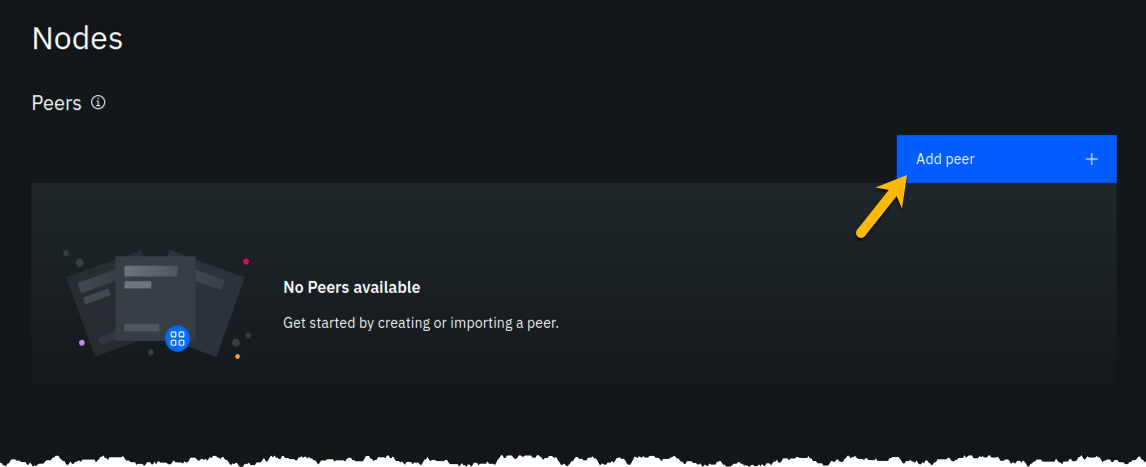 Nodes
Peers
Add peer
No Peers available
Get started by creating or importing a peer.